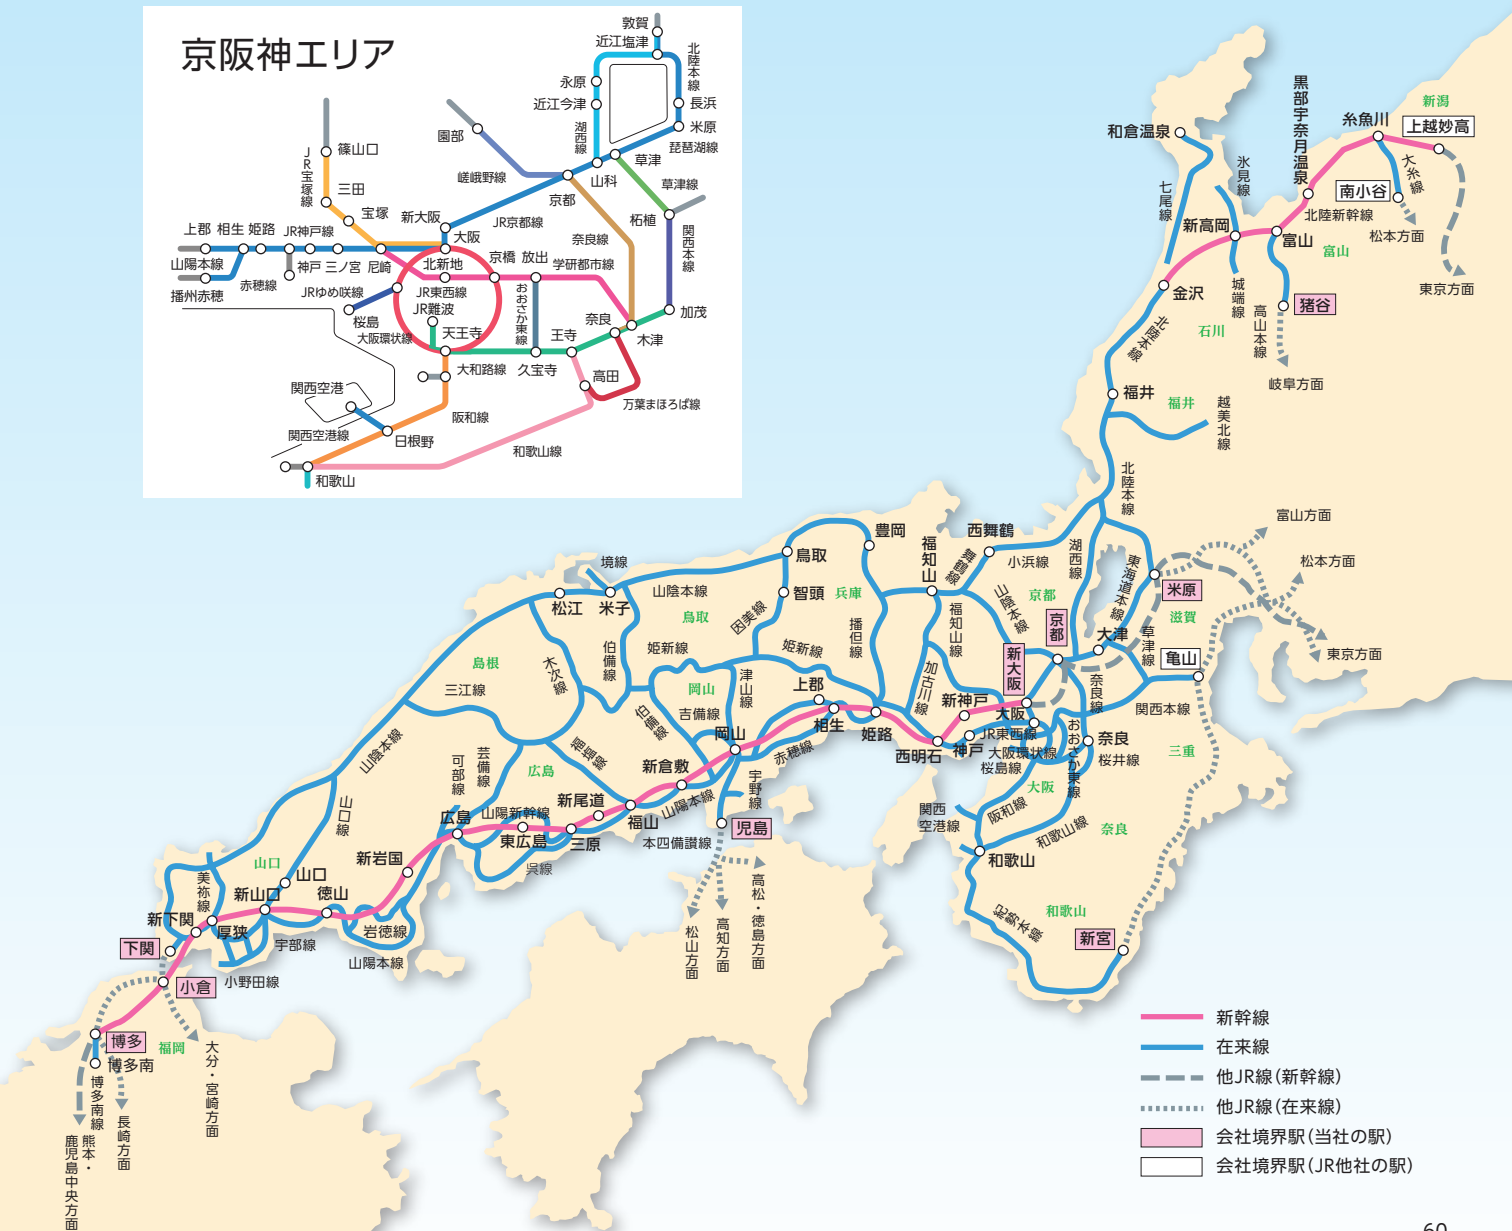 京阪神エリア
敦賀
近江塩津
北陸本線
永原
近江今津
長浜
湖西線
米原
琵琶湖線
園部
草津
山科
嵯峨野線
草津線
京都
柘植
JR宝塚線
篠山口
三田
宝塚
新大阪
JR京都線
大阪
奈良線
関西本線
上郡
相生
姫路
JR神戸線
山陽本線
神戸
三ノ宮
尼崎
北新地
京橋
放出
学研都市線
赤穂線
播州赤穂
JRゆめ咲線
JR東西線
おおさか東線
JR難波
桜島
大阪環状線
天王寺
王寺
奈良
木津
加茂
久宝寺
大和路線
高田
万葉まほろば線
関西空港
阪和線
関西空港線
日根野
和歌山線
和歌山
和倉温泉
七尾線
氷見線
黒部宇奈月温泉
糸魚川
新潟
上越妙高
大糸線
南小谷
松本方面
北陸新幹線
新高岡
富山
富山
東京方面
金沢
城端線
猪谷
高山本線
岐阜方面
石川
北陸本線
福井
福井
越美北線
北陸本線
富山方面
松本方面
東京方面
湖西線
東海道本線
米原
滋賀
草津線
大津
亀山
関西本線
三重
京都
京都
奈良線
西舞鶴
小浜線
舞鶴線
山陰本線
福知山
福知山線
豊岡
兵庫
播但線
加古川線
新大阪
大阪
新神戸
神戸
JR東西線
大阪環状線
桜島線
おおさか東線
奈良
桜井線
大阪
関西
空港線
阪和線
和歌山線
奈良
和歌山
和歌山
紀勢本線
新宮
鳥取
智頭
因美線
鳥取
山陰本線
境線
松江
米子
島根
木次線
伯備線
姫新線
姫新線
津山線
岡山
吉備線
伯備線
上郡
相生
姫路
西明石
岡山
赤穂線
宇野線
児島
本四備讃線
山陽本線
新倉敷
福山
福塩線
三江線
山陰本線
芸備線
可部線
広島
新尾道
三原
東広島
山陽新幹線
広島
呉線
山口線
新岩国
岩徳線
徳山
山陽本線
山口
山口
新山口
宇部線
小野田線
美祢線
厚狭
新下関
下関
小倉
博多
博多南
博多南線
福岡
大分・宮崎方面
長崎方面
熊本・
鹿児島中央方面
松山方面
高知方面
高松・徳島方面
新幹線
在来線
他JR線(新幹線)
他JR線(在来線)
会社境界駅(当社の駅)
会社境界駅(JR他社の駅)